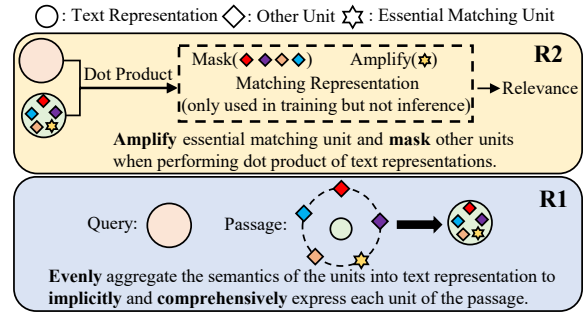 : Text Representation : Other Unit : Essential Matching Unit
R2
Mask( ) Amplify( )
Dot Product
Matching Representation
(only used in training but not inference)
Relevance
Amplify essential matching unit and mask other units
when performing dot product of text representations.
R1
Query: Passage:
Evenly aggregate the semantics of the units into text representation to
implicitly and comprehensively express each unit of the passage.